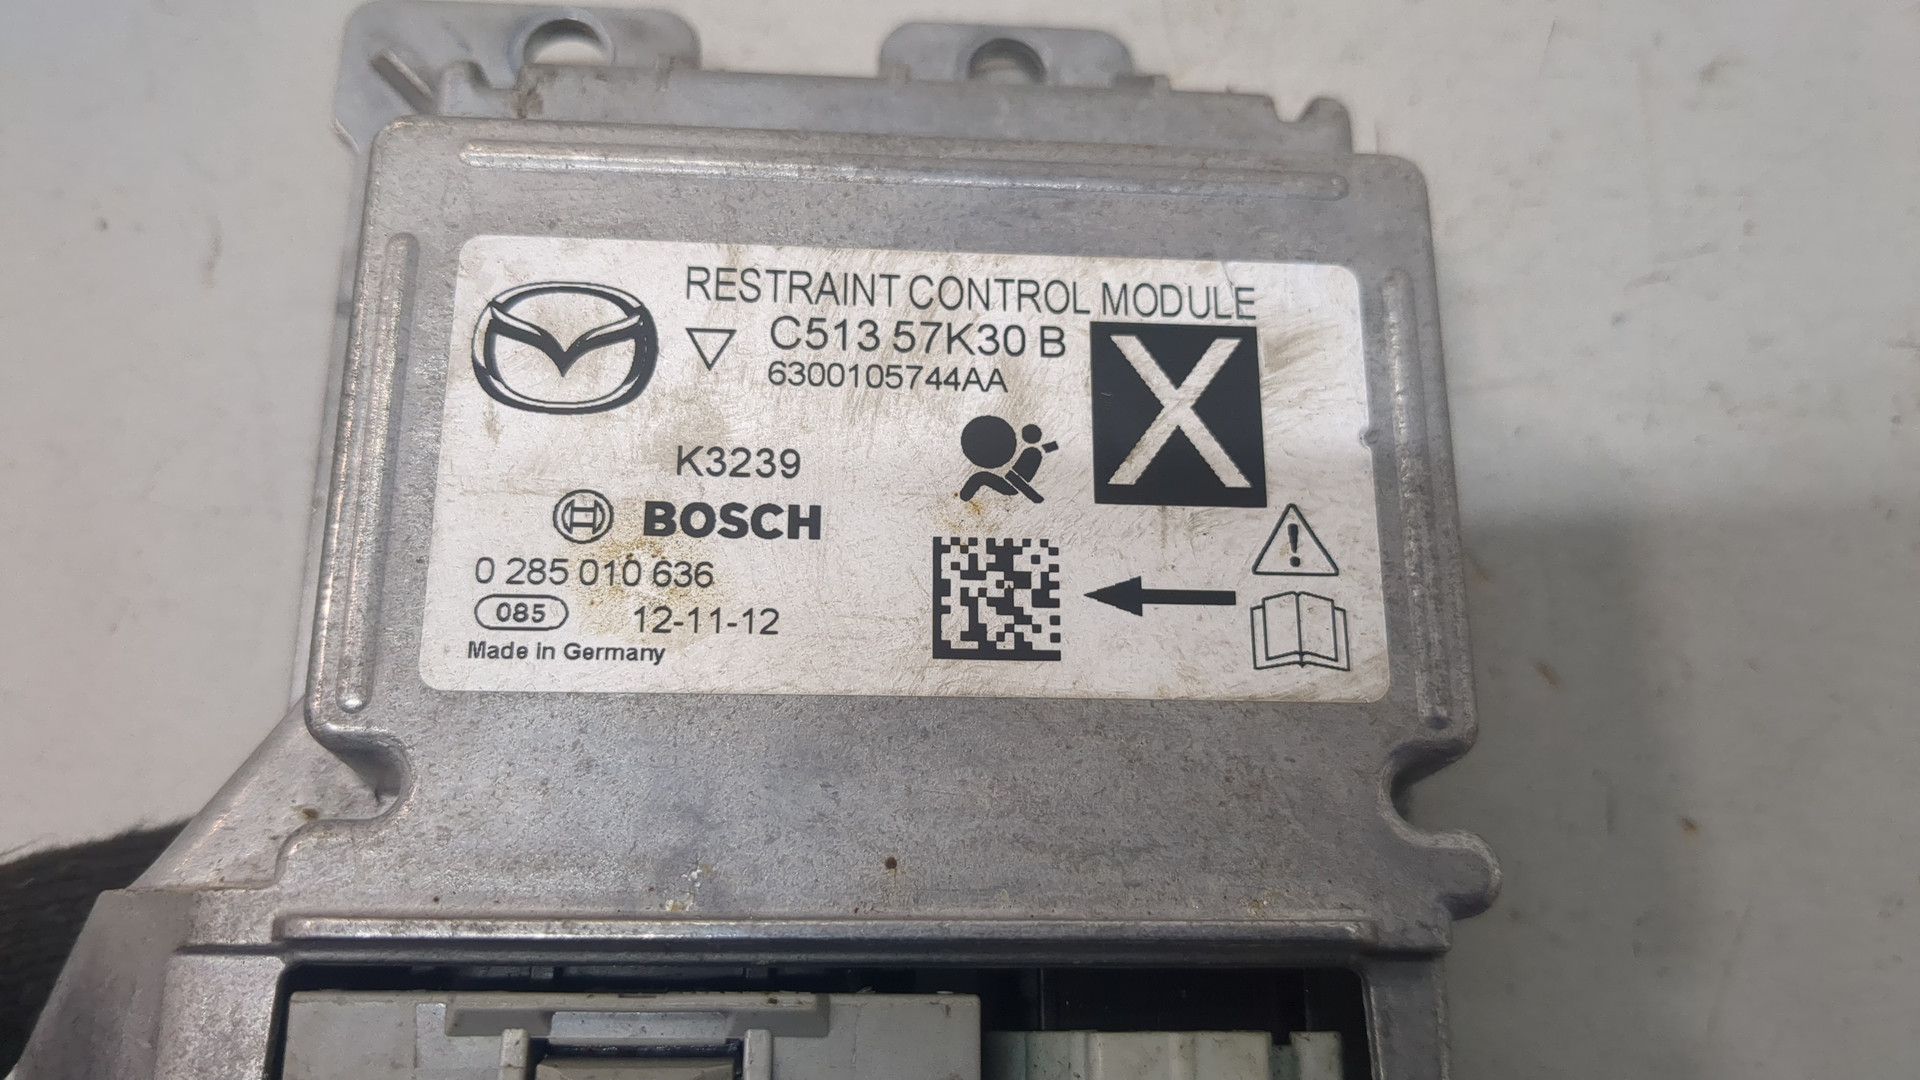 RESTRAINT CONTROL MODULE
C513 57K30 B
6300105744AA
X
K3239
BOSCH
0 285 010 636
085 12-11-12
Made in Germany